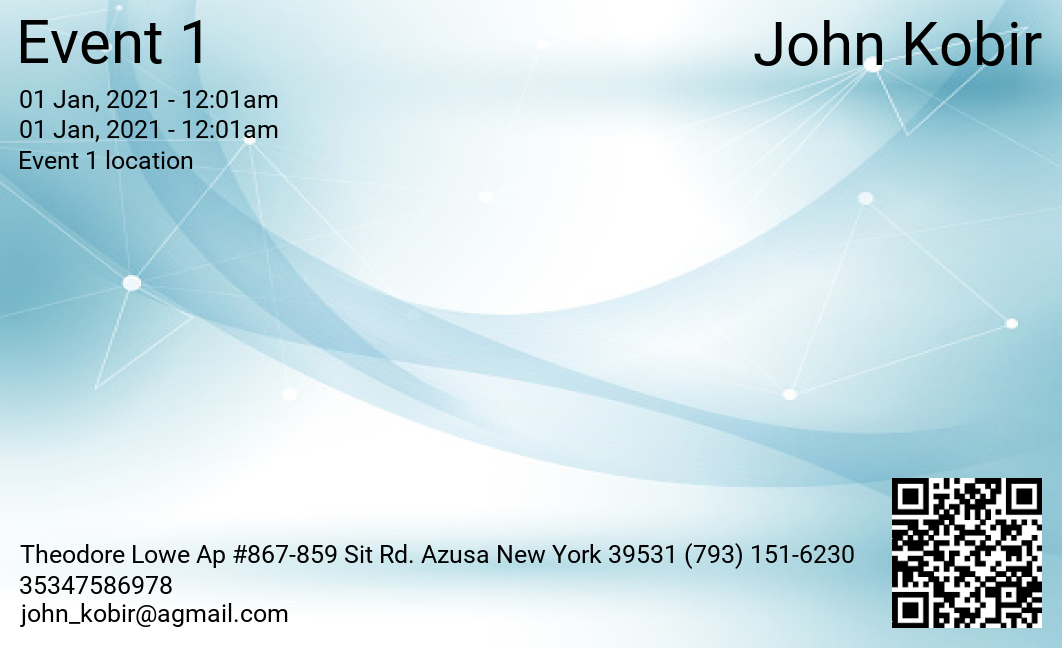 Event 1
John Kobir
01 Jan, 2021 - 12:01am
01 Jan, 2021 - 12:01am
Event 1 location
Theodore Lowe Ap #867-859 Sit Rd. Azusa New York 39531 (793) 151-6230
35347586978
john_kobir@agmail.com